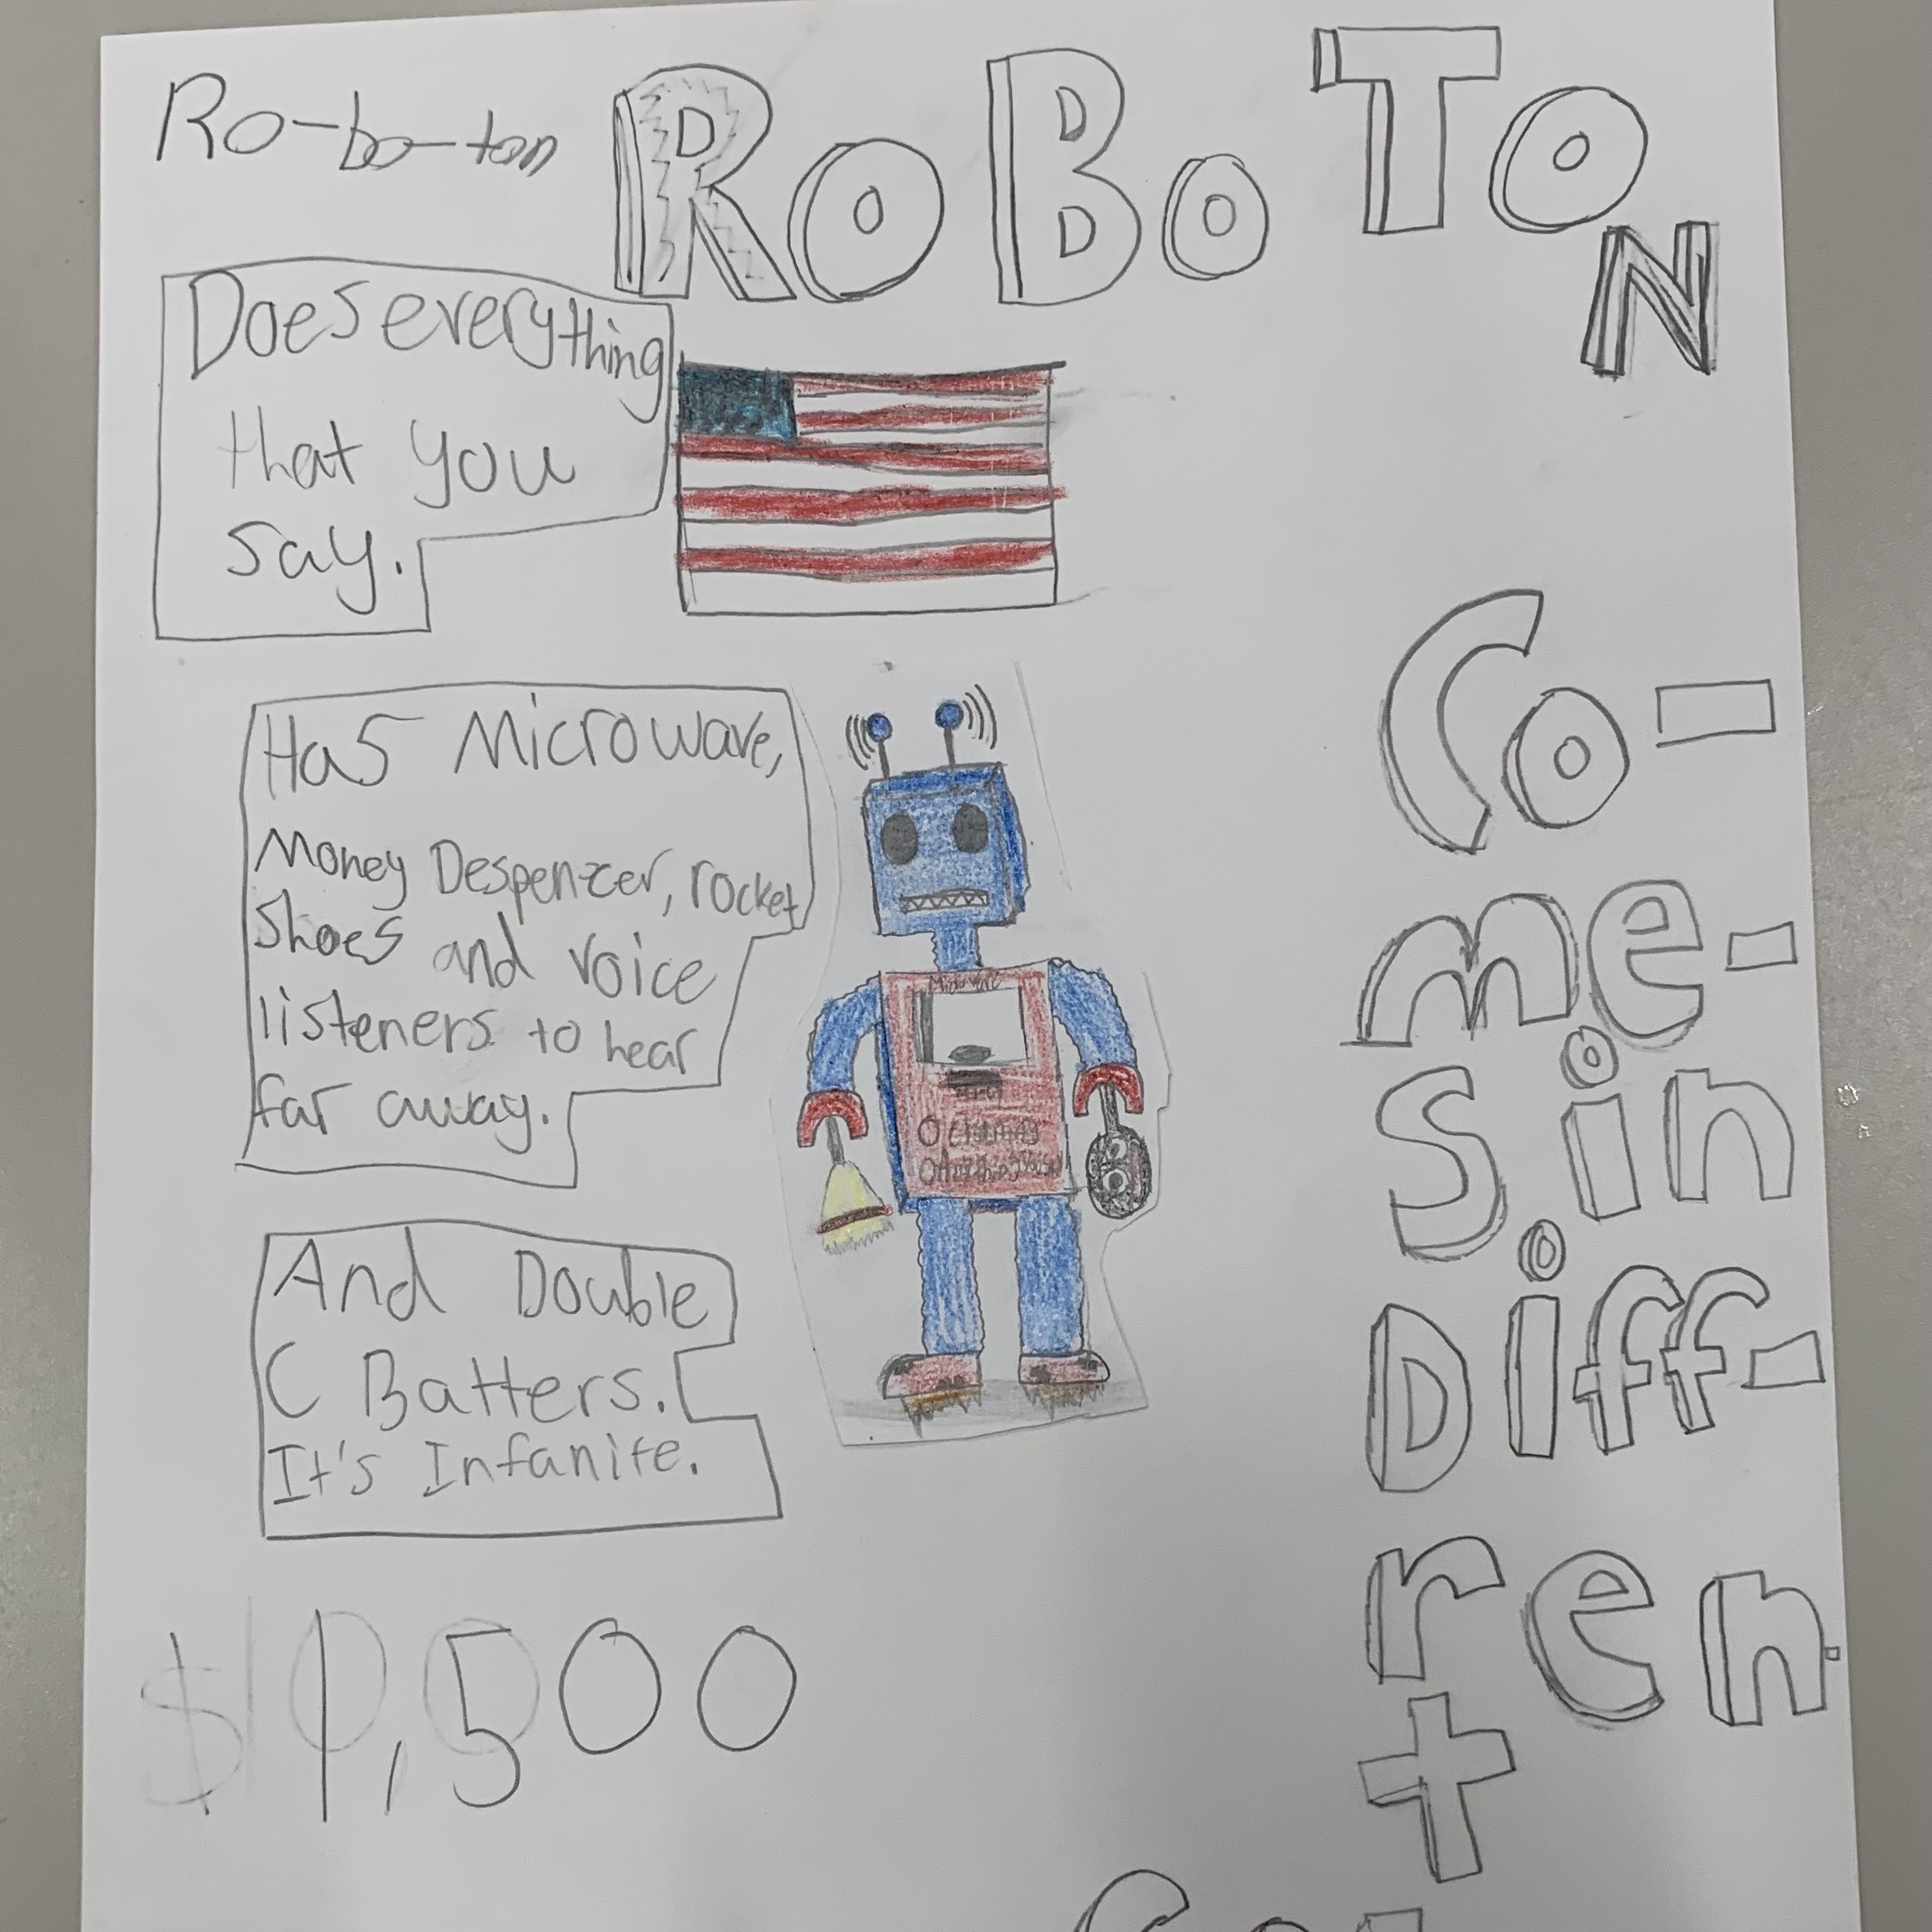 Ro-bo-ton
RoBoToN
Does everything
that you
say.
Has Microwave,
Money Despenzer, rocket
Shoes and voice
listeners to hear
far away.
Microwave
And Double
C Batters.
It's Infanite.
$1,500
Co-
me-
s in
Diff-
ren
t